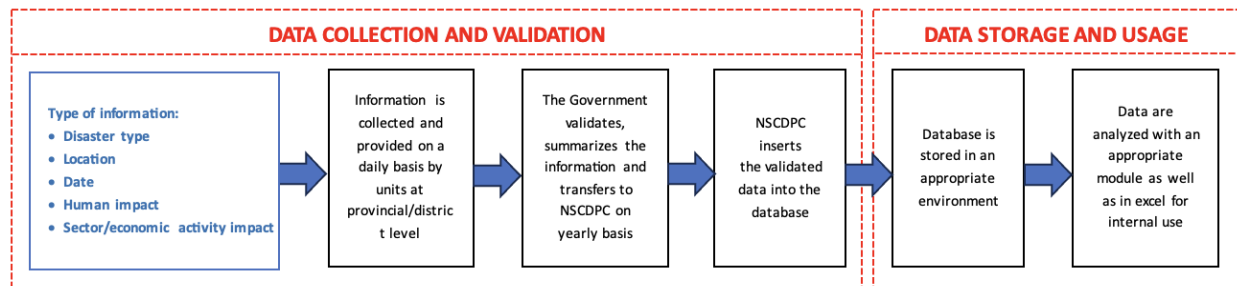 DATA COLLECTION AND VALIDATION
DATA STORAGE AND USAGE
Type of information:
• Disaster type
• Location
• Date
• Human impact
• Sector/economic activity impact
Information is
collected and
provided on a
daily basis by
units at
provincial/distric
t level
The Government
validates,
summarizes the
information and
transfers to
NSCDPC on
yearly basis
NSCDPC
inserts
the validated
data into the
database
Database is
stored in an
appropriate
environment
Data are
analyzed with an
appropriate
module as well
as in excel for
internal use